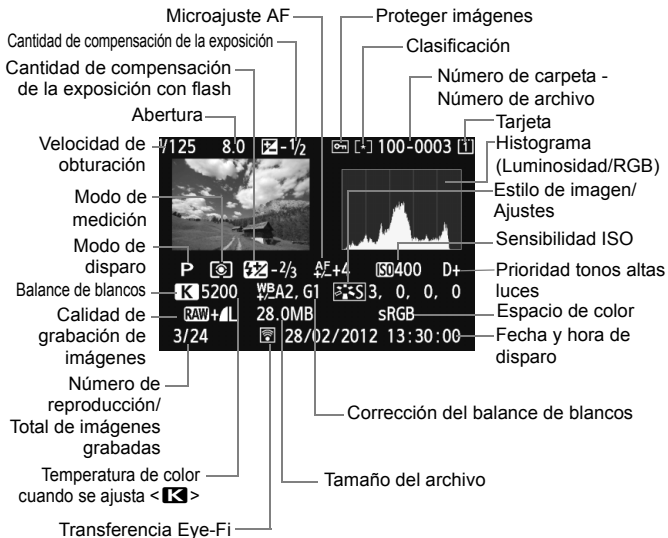 Microajuste AF
Proteger imágenes
Cantidad de compensación de la exposición
Clasificación
Cantidad de compensación
de la exposición con flash
Número de carpeta -
Número de archivo
Abertura
Tarjeta
Velocidad de
obturación
Histograma
(Luminosidad/RGB)
/125 8.0 -1/2 100-0003 1
Estilo de imagen/
Ajustes
Modo de
medición
Sensibilidad ISO
Modo de
disparo
P -2/3 AF+4 ISO400 D+
Prioridad tonos altas
luces
Balance de blancos
K 5200 WB A2, G1 S 3, 0, 0, 0
Calidad de
grabación de
imágenes
RAW+L 28.0MB sRGB
Espacio de color
3/24 28/02/2012 13:30:00
Fecha y hora de
disparo
Número de
reproducción/
Total de imágenes
grabadas
Corrección del balance de blancos
Temperatura de color
cuando se ajusta <K>
Tamaño del archivo
Transferencia Eye-Fi